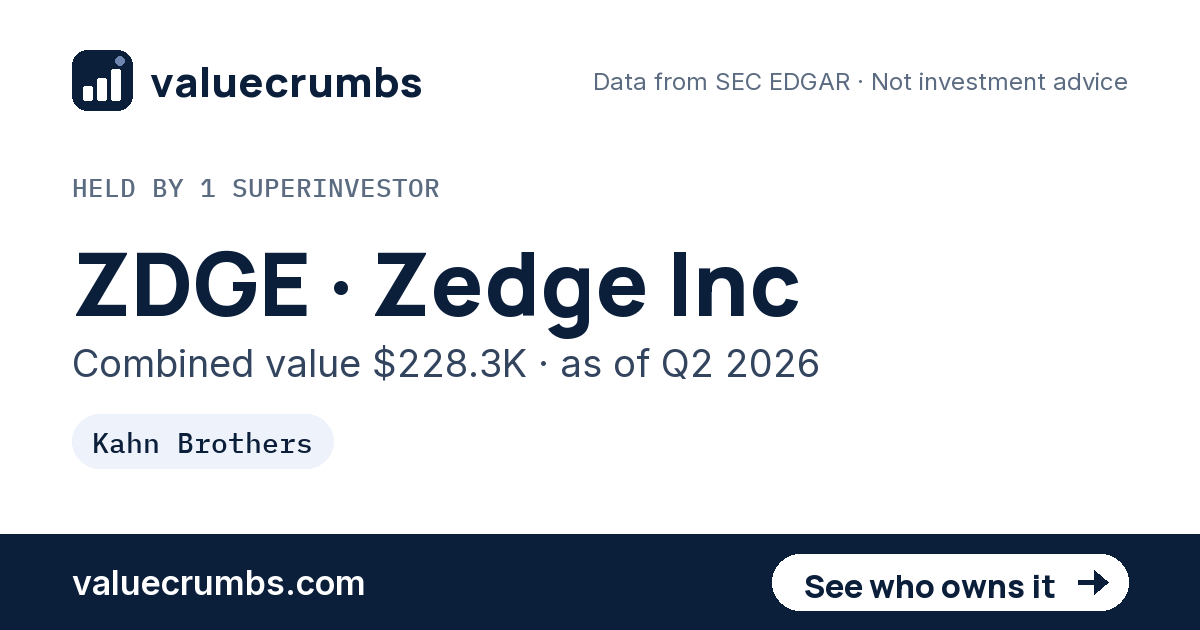 valuecrumbs
Data from SEC EDGAR · Not investment advice
HELD BY 1 SUPERINVESTOR
ZDGE · Zedge Inc
Combined value $228.3K · as of Q2 2026
Kahn Brothers
valuecrumbs.com
See who owns it →